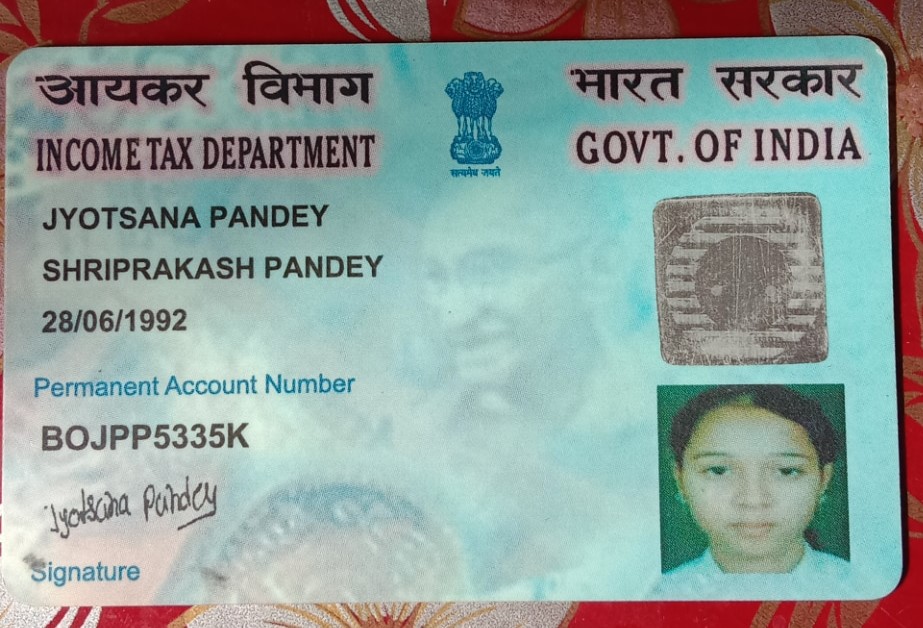 आयकर विभाग
INCOME TAX DEPARTMENT
सत्यमेव जयते
भारत सरकार
GOVT. OF INDIA
JYOTSANA PANDEY
SHRIPRAKASH PANDEY
28/06/1992
Permanent Account Number
BOJPP5335K
Jyotsana Pandey
Signature